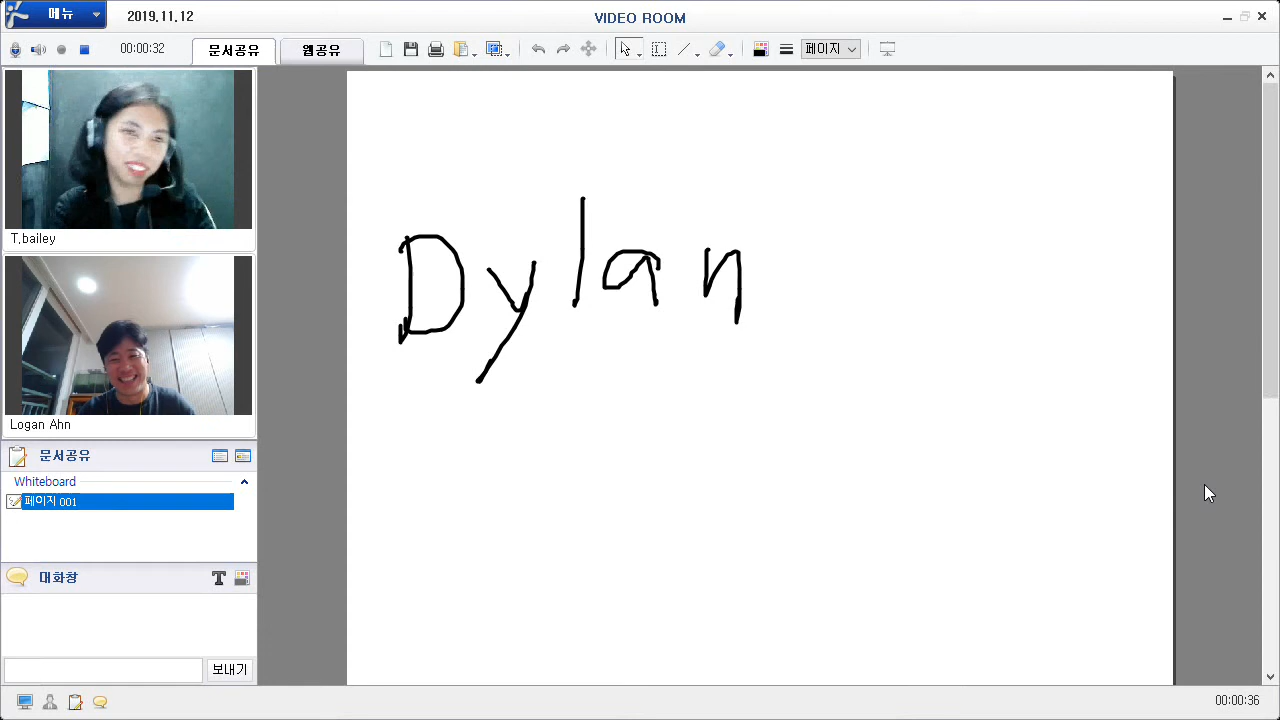 메뉴
2019.11.12
VIDEO ROOM
00:00:32
문서공유
웹공유
페이지
T.bailey
Dylan
Logan Ahn
문서공유
Whiteboard
페이지 001
대화창
T
보내기
00:00:36